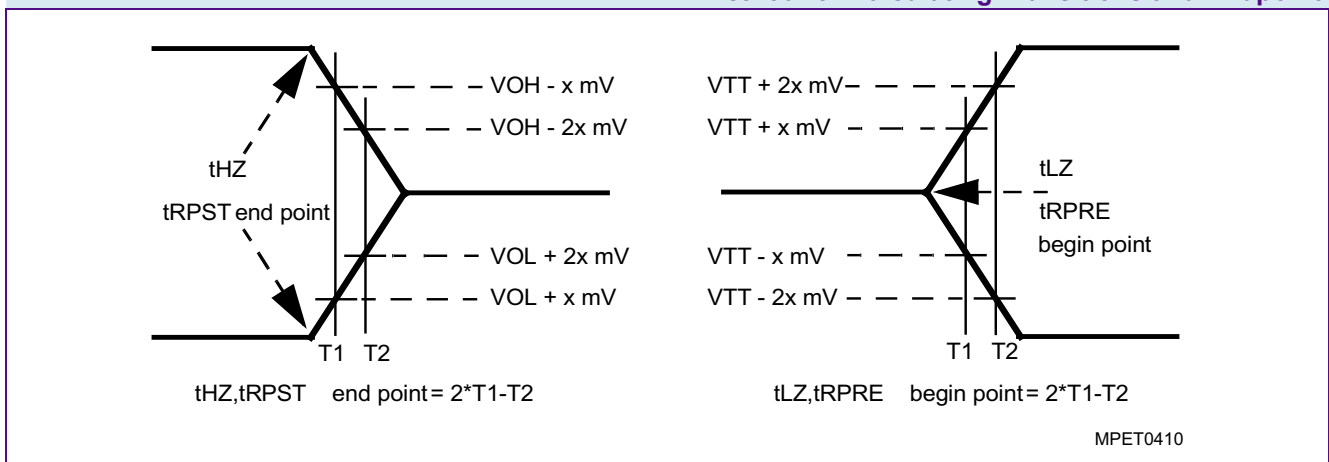 VOH - x mV
VOH - 2x mV
tHZ
tRPST end point
VOL + 2x mV
VOL + x mV
T1 T2
tHZ,tRPST end point = 2*T1-T2
VTT + 2x mV
VTT + x mV
tLZ
tRPRE
begin point
VTT - x mV
VTT - 2x mV
T1 T2
tLZ,tRPRE begin point = 2*T1-T2
MPET0410